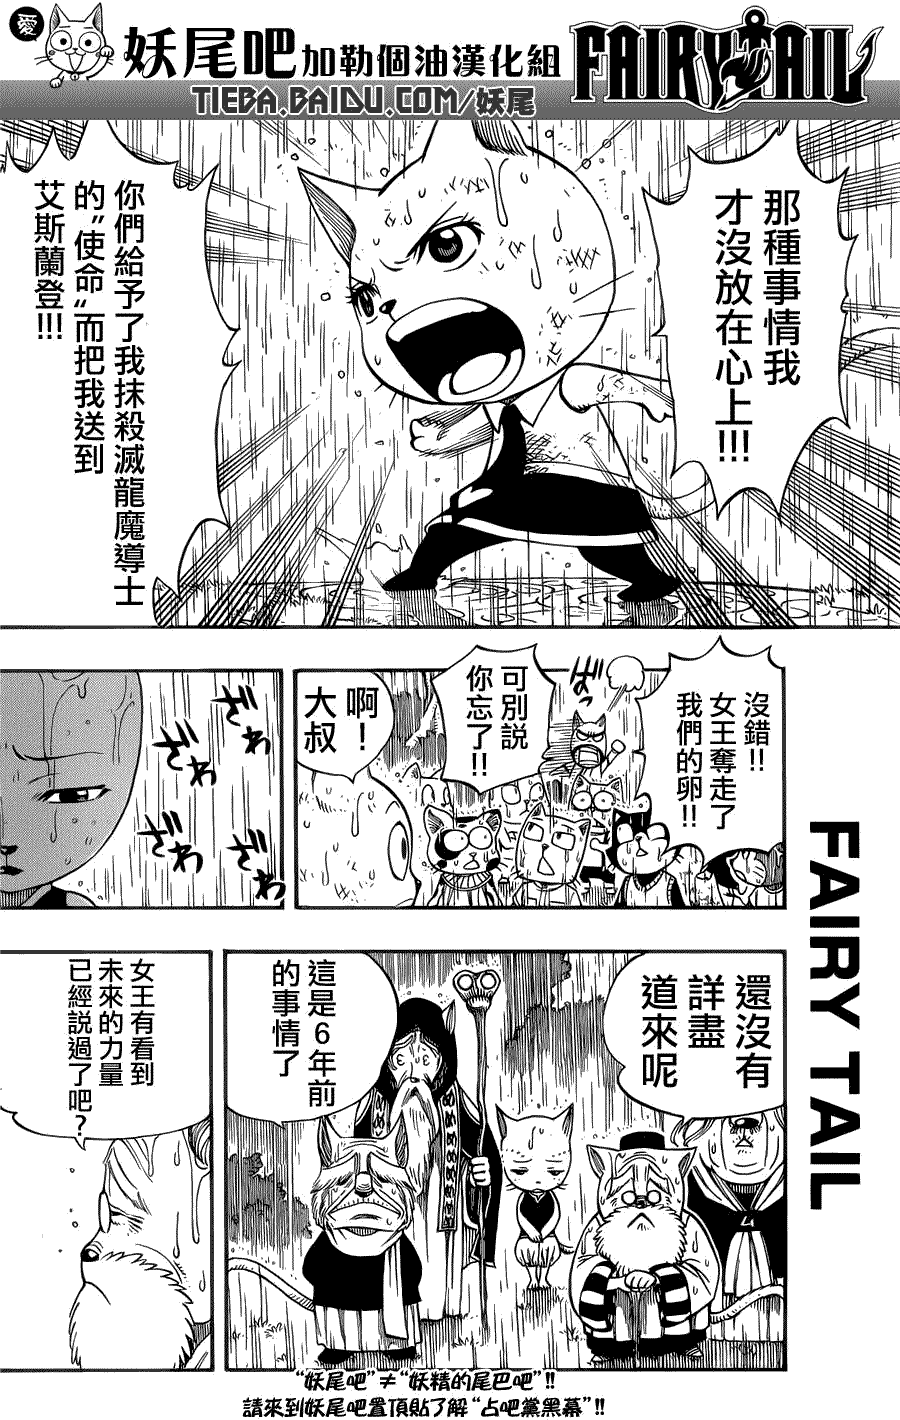 愛
妖尾吧 加勒個油漢化組
FAIRY TAIL
TIEBA.BAIDU.COM/妖尾
那種事情我
才沒放在心上!!!
你們給予了我抹殺滅龍魔導士
的"使命"而把我送到
艾斯蘭登!!!
沒錯!!
女王奪走了
我們的卵!!
ばっ
可別説
你忘了!!
啊!
大叔
ざわ
ざわ
ざわ
ざわ
FAIRY TAIL
還沒有
詳盡
道來呢
這是6年前
的事情了
女王有看到
未來的力量
已經説過了吧?
"妖尾吧"≠"妖精的尾巴吧"!!
請來到妖尾吧置頂貼了解"占吧黨黑幕"!!